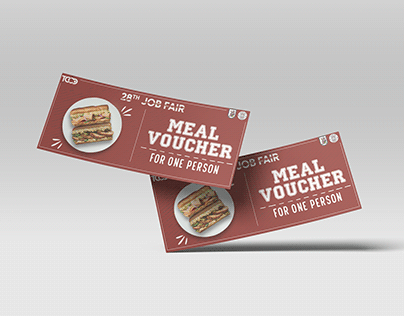 28TH JOB FAIR
MEAL
VOUCHER
FOR ONE PERSON
JOB FAIR
MEAL
VOUCHER
FOR ONE PERSON